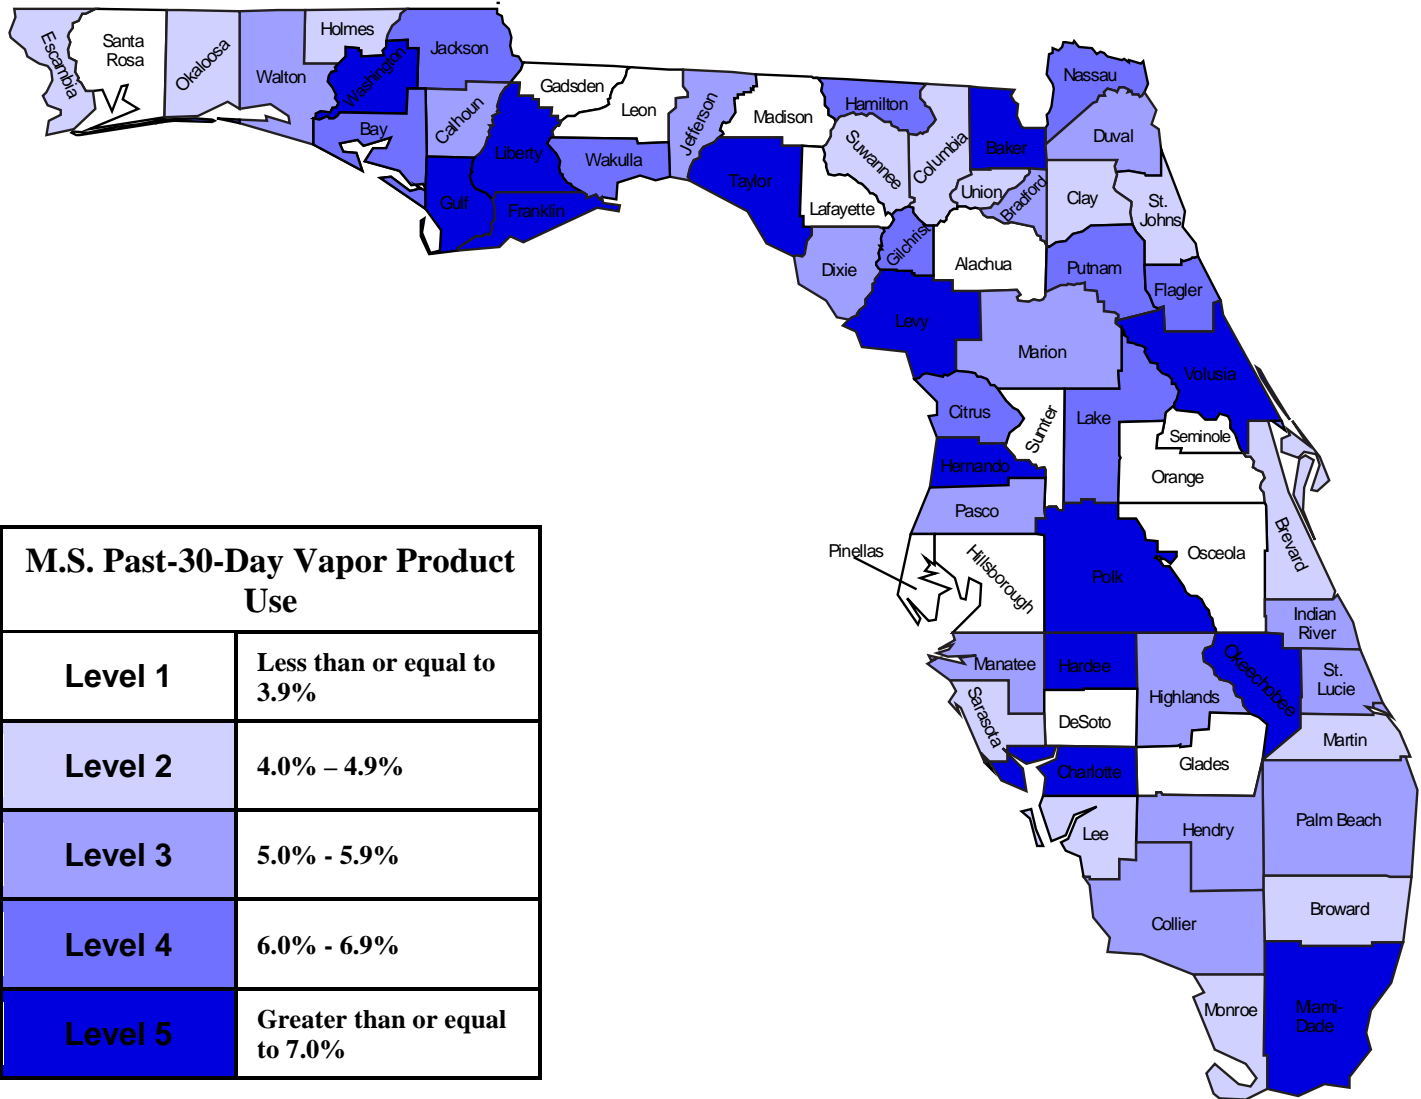 Escambia
Santa
Rosa
Okaloosa
Walton
Holmes
Washington
Jackson
Bay
Calhoun
Gulf
Liberty
Franklin
Gadsden
Leon
Wakulla
Jefferson
Madison
Taylor
Hamilton
Suwannee
Lafayette
Dixie
Columbia
Gilchrist
Levy
Baker
Union
Bradford
Alachua
Nassau
Duval
Clay
St.
Johns
Putnam
Flagler
Marion
Volusia
Citrus
Sumter
Lake
Seminole
Orange
Hernando
Pasco
Pinellas
Hillsborough
Polk
Osceola
Brevard
Indian
River
Manatee
Hardee
Highlands
Okeechobee
St.
Lucie
Sarasota
DeSoto
Martin
Charlotte
Glades
Lee
Hendry
Palm Beach
Collier
Broward
Monroe
Miami-
Dade
M.S. Past-30-Day Vapor Product
Use
Level 1
Less than or equal to
3.9%
Level 2
4.0% – 4.9%
Level 3
5.0% - 5.9%
Level 4
6.0% - 6.9%
Level 5
Greater than or equal
to 7.0%